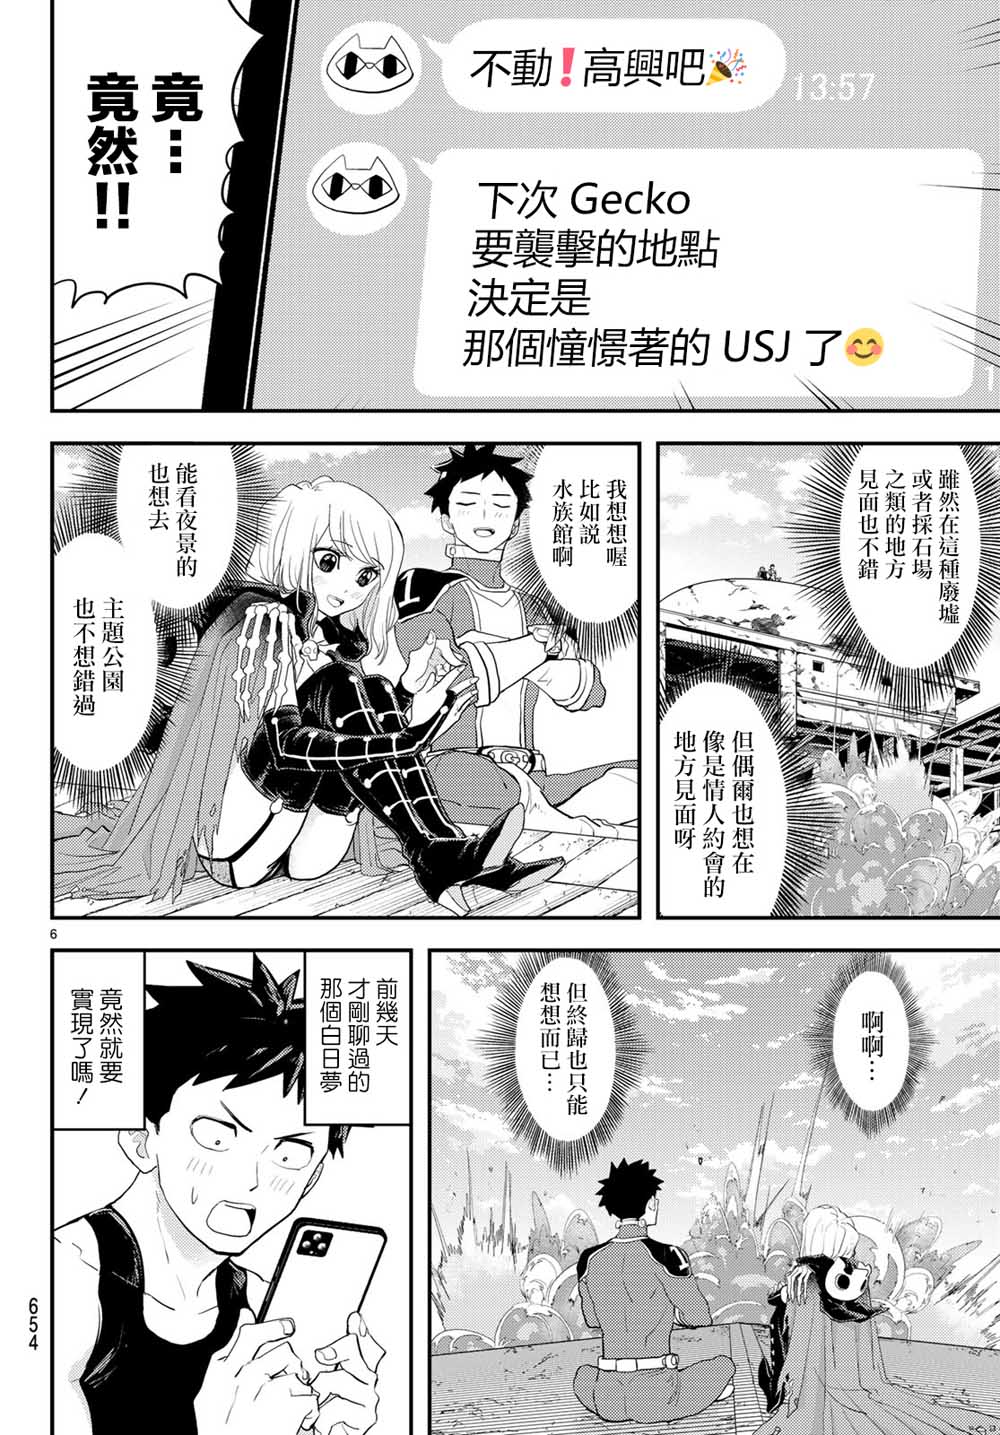 不動❗高興吧🎉
13:57
下次 Gecko
要襲擊的地點
決定是
那個憧憬著的 USJ 了😊
1
竟…
竟然!!
雖然在這種廢墟
或者採石場
之類的地方
見面也不錯
但偶爾也想在
像是情人約會的
地方見面呀
我想想喔
比如說
水族館啊
能看夜景的
也想去
主題公園
也不想錯過
6
啊啊…
但終歸也只能
想想而已…
前幾天
才剛聊過的
那個白日夢
竟然就要
實現了嗎！
654